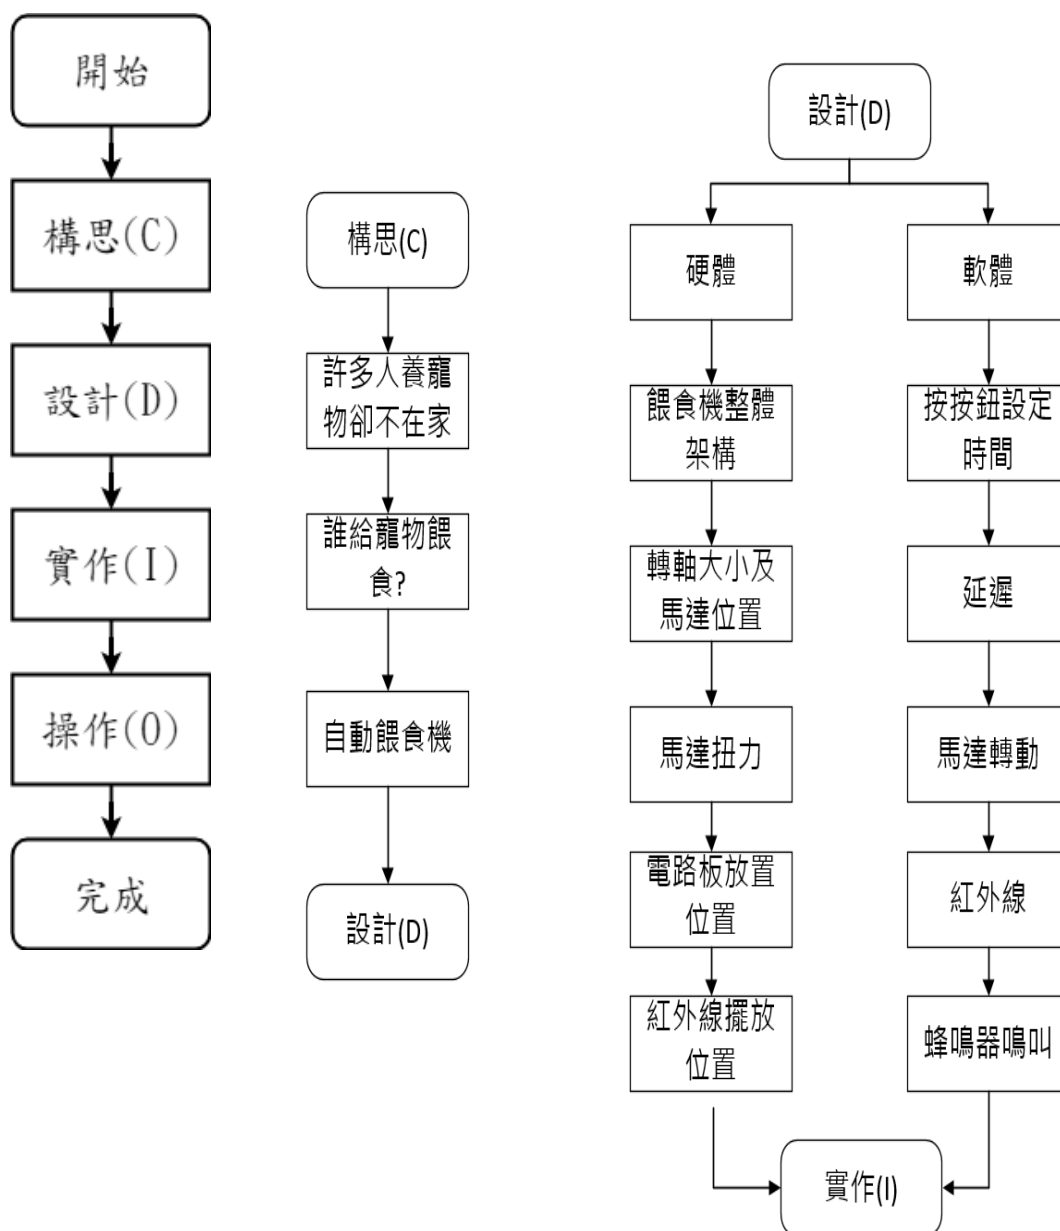 開始
構思(C)
設計(D)
實作(I)
操作(O)
完成
構思(C)
許多人養寵
物卻不在家
誰給寵物餵
食?
自動餵食機
設計(D)
設計(D)
硬體
餵食機整體
架構
轉軸大小及
馬達位置
馬達扭力
電路板放置
位置
紅外線擺放
位置
軟體
按按鈕設定
時間
延遲
馬達轉動
紅外線
蜂鳴器鳴叫
實作(I)